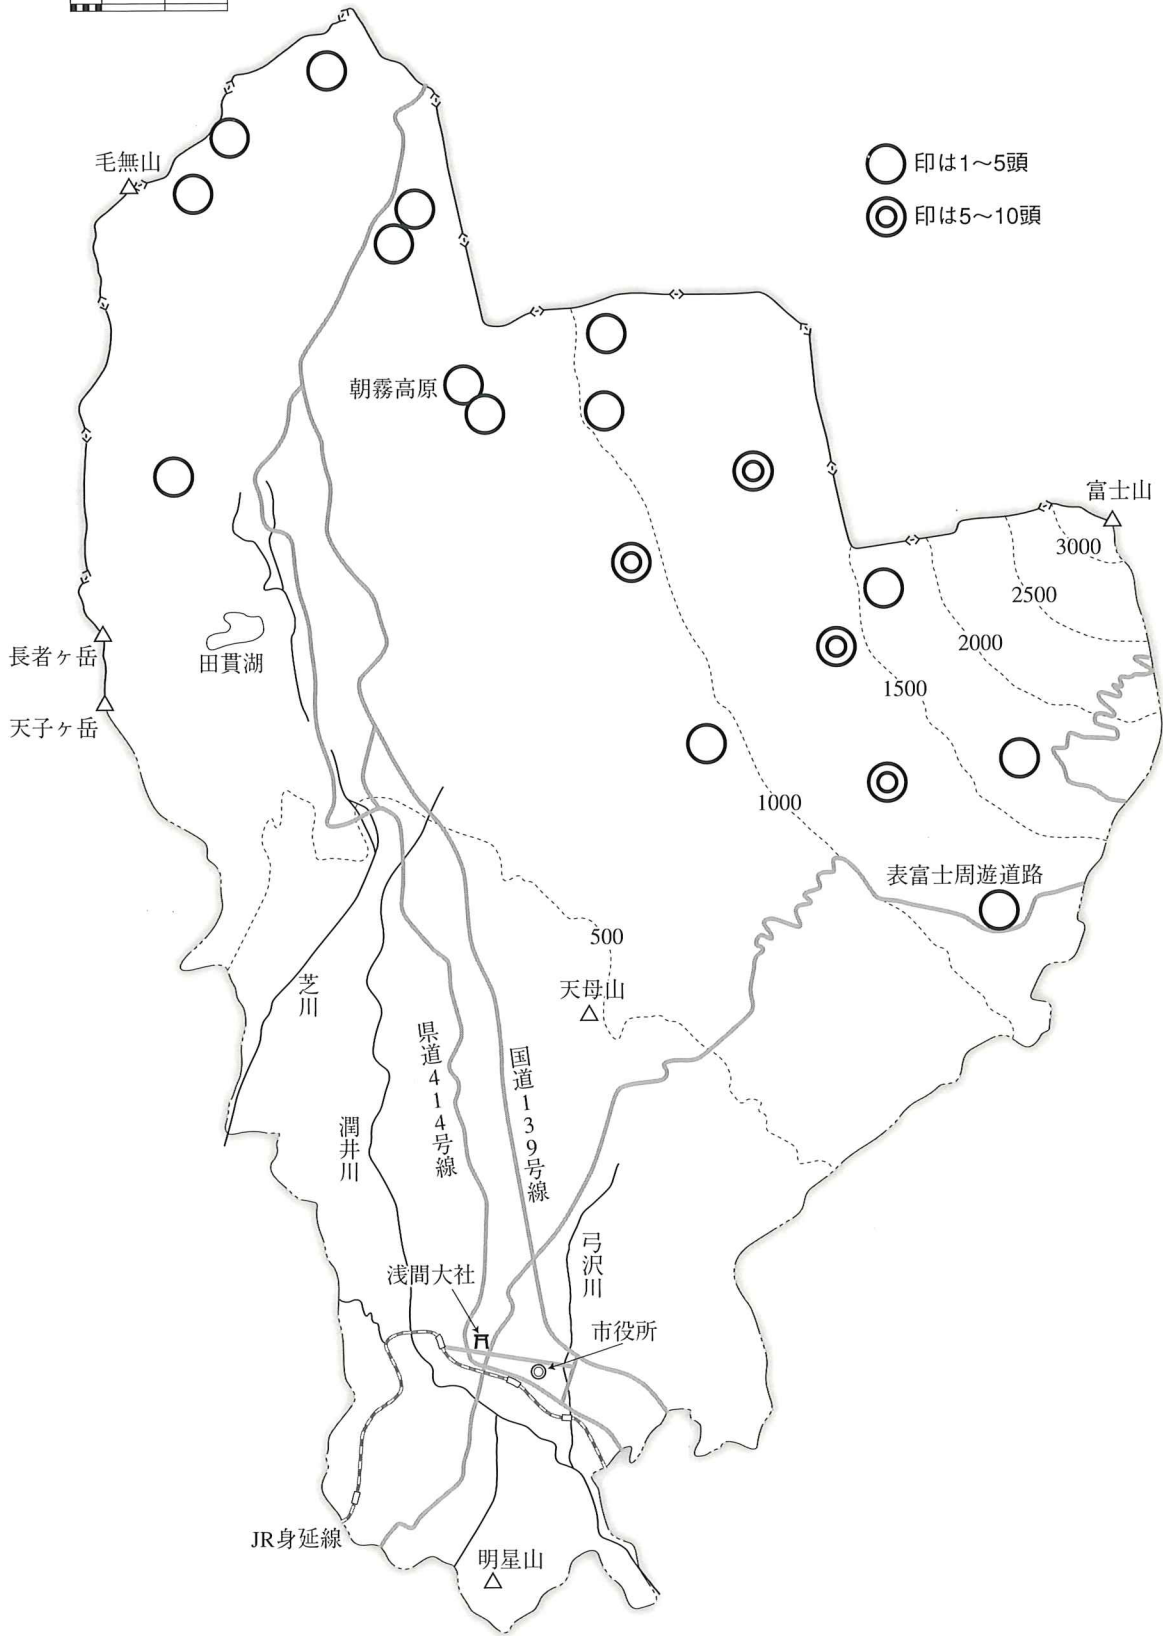 印は1〜5頭
印は5〜10頭
毛無山
朝霧高原
富士山
3000
2500
2000
1500
1000
500
長者ヶ岳
田貫湖
天子ヶ岳
表富士周遊道路
天母山
芝川
県道414号線
国道139号線
潤井川
弓沢川
浅間大社
市役所
JR身延線
明星山